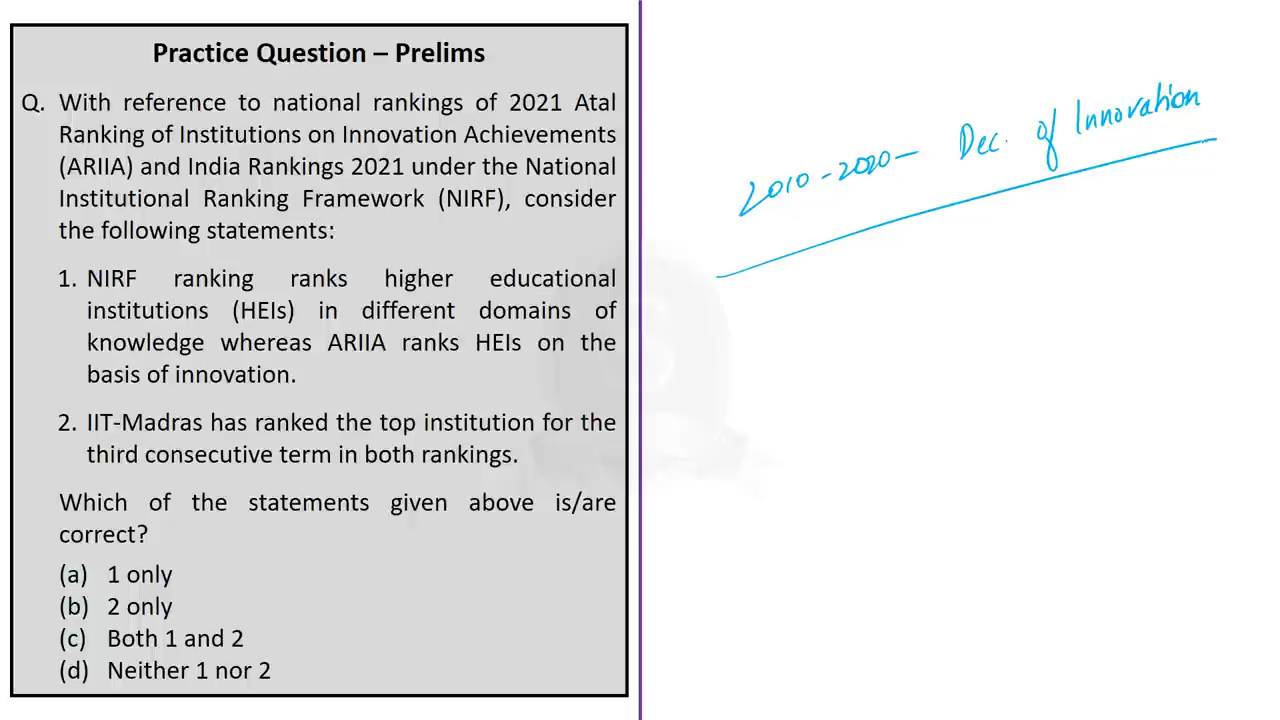 Practice Question – Prelims
Q. With reference to national rankings of 2021 Atal
Ranking of Institutions on Innovation Achievements
(ARIIA) and India Rankings 2021 under the National
Institutional Ranking Framework (NIRF), consider
the following statements:
1. NIRF ranking ranks higher educational
institutions (HEIs) in different domains of
knowledge whereas ARIIA ranks HEIs on the
basis of innovation.
2. IIT-Madras has ranked the top institution for the
third consecutive term in both rankings.
Which of the statements given above is/are
correct?
(a) 1 only
(b) 2 only
(c) Both 1 and 2
(d) Neither 1 nor 2
2010-2020- Dec. of Innovation